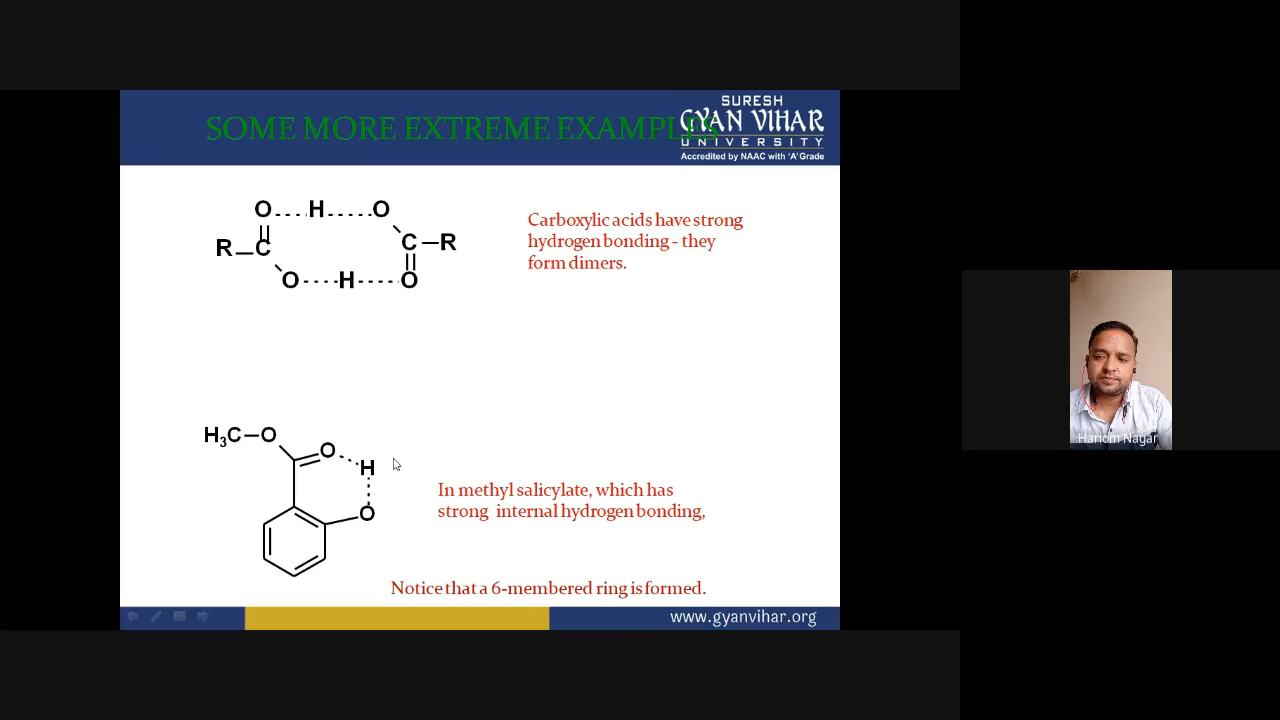 SOME MORE EXTREME EXAMPLES
SURESH
GYAN VIHAR
UNIVERSITY
Accredited by NAAC with 'A' Grade
O H O
R C C R
O H O
Carboxylic acids have strong
hydrogen bonding - they
form dimers.
H3C O O
H
O
In methyl salicylate, which has
strong internal hydrogen bonding,
Notice that a 6-membered ring is formed.
www.gyanvihar.org
Hariom Nagar